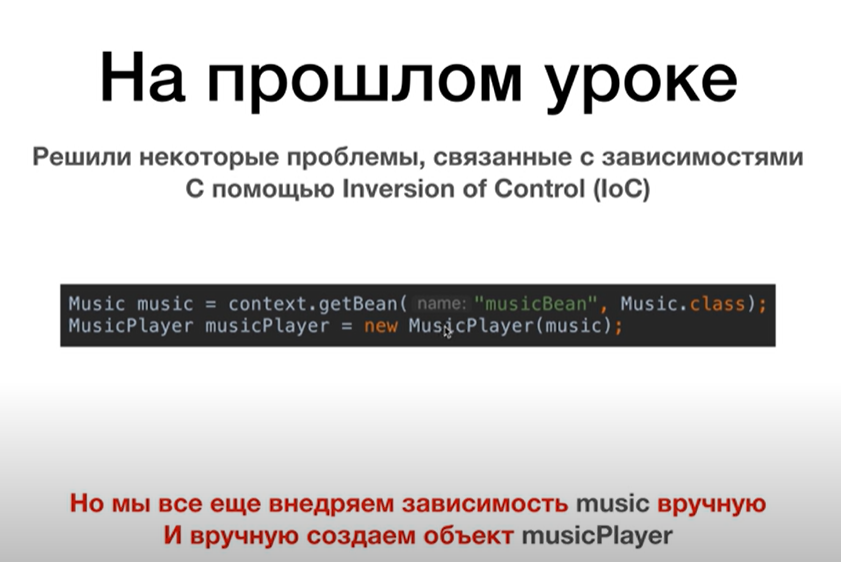 На прошлом уроке
Решили некоторые проблемы, связанные с зависимостями
С помощью Inversion of Control (IoC)
Music music = context.getBean( name: "musicBean", Music.class);
MusicPlayer musicPlayer = new MusicPlayer(music);
Но мы все еще внедряем зависимость music вручную
И вручную создаем объект musicPlayer